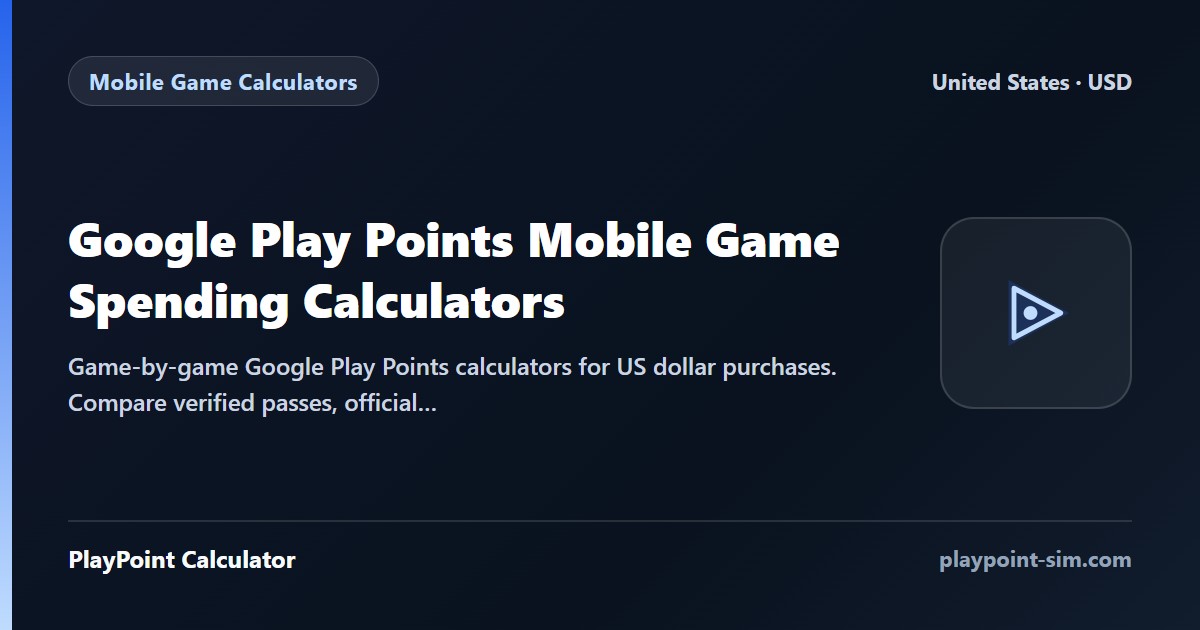 Mobile Game Calculators
United States · USD
Google Play Points Mobile Game
Spending Calculators
Game-by-game Google Play Points calculators for US dollar purchases.
Compare verified passes, official...
PlayPoint Calculator
playpoint-sim.com